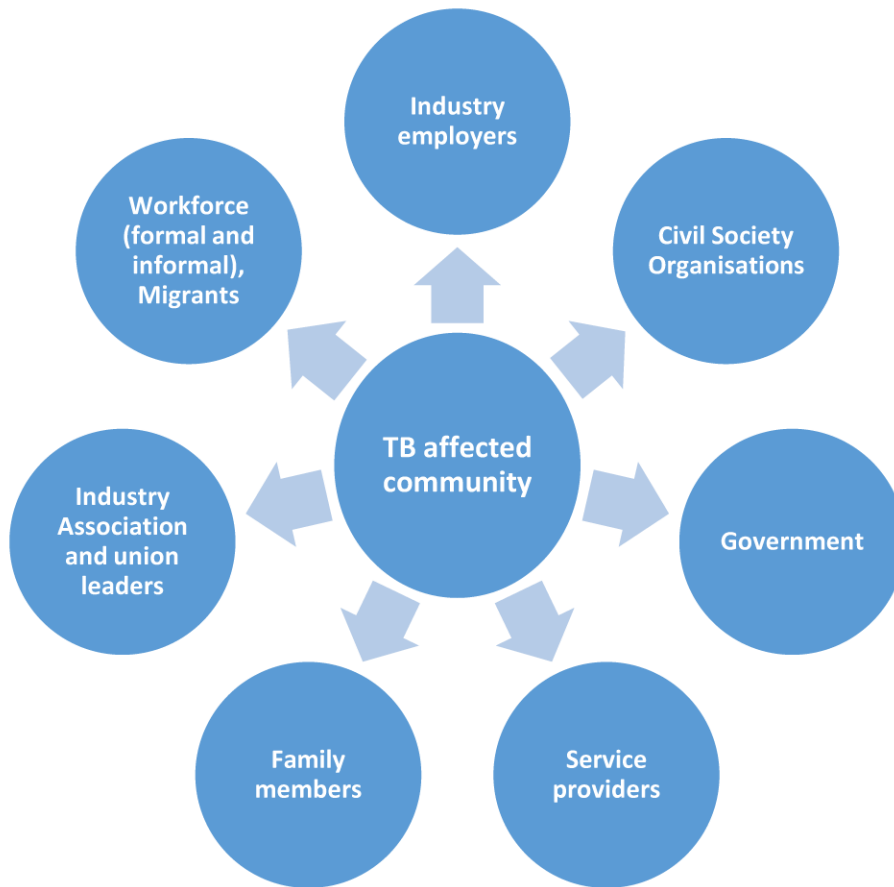 Industry
employers
Workforce
(formal and
informal),
Migrants
Civil Society
Organisations
TB affected
community
Industry
Association
and union
leaders
Government
Family
members
Service
providers